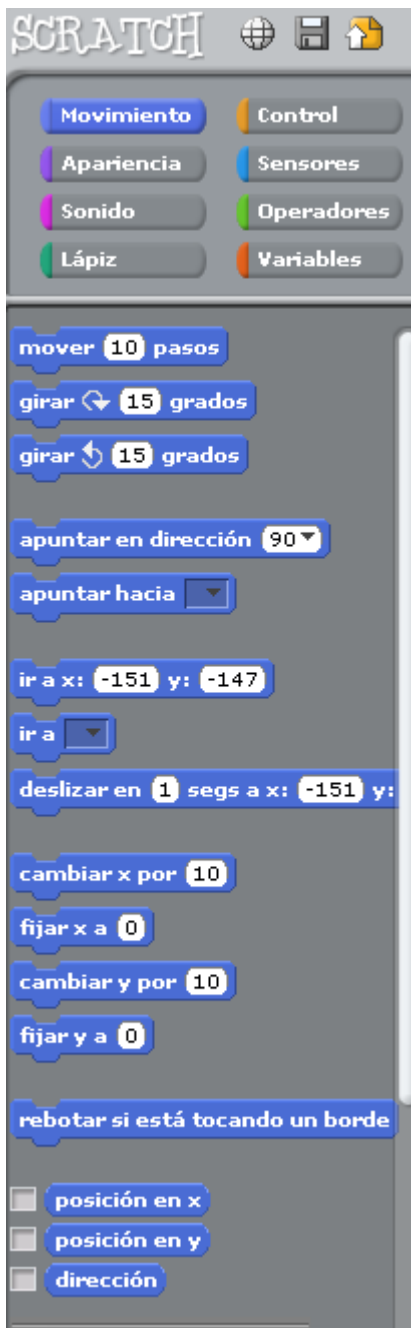 SCRATCH
Movimiento Control
Apariencia Sensores
Sonido Operadores
Lápiz Variables
mover 10 pasos
girar 15 grados
girar 15 grados
apuntar en dirección 90
apuntar hacia
ir a x: -151 y: -147
ir a
deslizar en 1 segs a x: -151 y:
cambiar x por 10
fijar x a 0
cambiar y por 10
fijar y a 0
rebotar si está tocando un borde
posición en x
posición en y
dirección